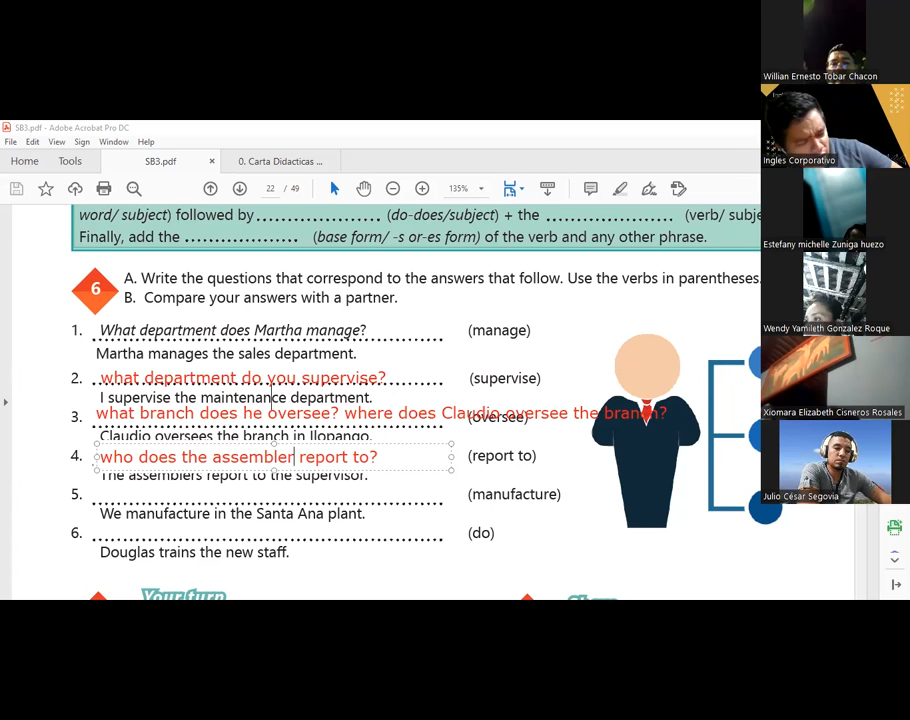 Willian Ernesto Tobar Chacon
SB3.pdf - Adobe Acrobat Pro DC
File Edit View Sign Window Help
Home Tools SB3.pdf × 0. Carta Didacticas ...
Ingles Corporativo
22 / 49 135%
word/ subject) followed by .................... (do-does/subject) + the .................... (verb/ subje
Finally, add the .................. (base form/ -s or-es form) of the verb and any other phrase.
Estefany michelle Zuniga huezo
6 A. Write the questions that correspond to the answers that follow. Use the verbs in parentheses.
B. Compare your answers with a partner.
1. What department does Martha manage? (manage)
Wendy Yamileth Gonzalez Roque
Martha manages the sales department.
2. what department do you supervise? (supervise)
I supervise the maintenance department.
what branch does he oversee? where does Claudio oversee the branch?
3. (oversee)
Xiomara Elizabeth Cisneros Rosales
Claudio oversees the branch in Ilopango.
4. who does the assembler report to? (report to)
The assemblers report to the supervisor.
5. (manufacture)
Julio César Segovia
We manufacture in the Santa Ana plant.
6. (do)
Douglas trains the new staff.
Your turn